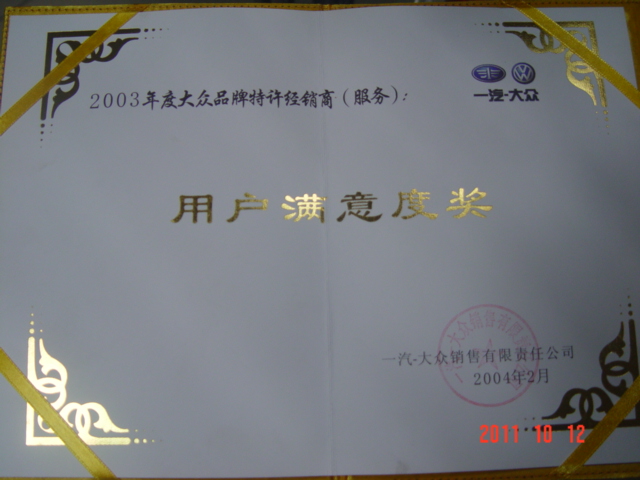 2003年度大众品牌特许经销商（服务）：
一汽-大众
用户满意度奖
一汽-大众销售有限责任公司
2004年2月
2011 10 12